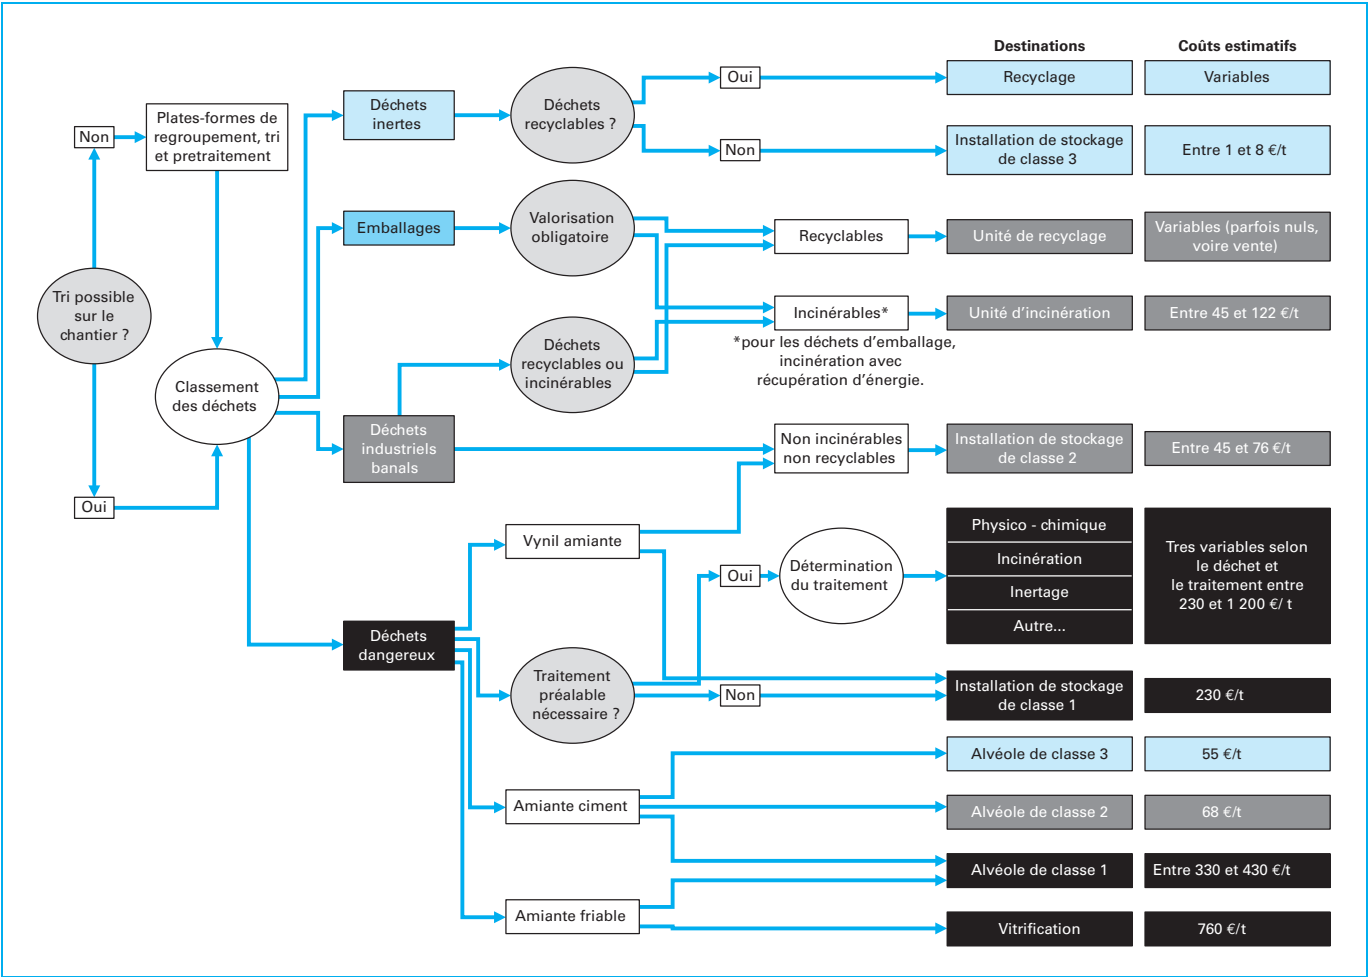 Destinations
Coûts estimatifs
Non
Plates-formes de
regroupement, tri
et pretraitement
Tri possible
sur le
chantier ?
Oui
Classement
des déchets
Déchets
inertes
Déchets
recyclables ?
Oui
Recyclage
Variables
Non
Installation de stockage
de classe 3
Entre 1 et 8 €/t
Emballages
Valorisation
obligatoire
Recyclables
Unité de recyclage
Variables (parfois nuls,
voire vente)
Incinérables*
Unité d'incinération
Entre 45 et 122 €/t
*pour les déchets d'emballage,
incinération avec
récupération d'énergie.
Déchets
recyclables ou
incinérables
Déchets
industriels
banals
Non incinérables
non recyclables
Installation de stockage
de classe 2
Entre 45 et 76 €/t
Déchets
dangereux
Vynil amiante
Oui
Détermination
du traitement
Physico - chimique
Incinération
Inertage
Autre...
Tres variables selon
le déchet et
le traitement entre
230 et 1 200 €/ t
Traitement
préalable
nécessaire ?
Non
Installation de stockage
de classe 1
230 €/t
Amiante ciment
Alvéole de classe 3
55 €/t
Alvéole de classe 2
68 €/t
Alvéole de classe 1
Entre 330 et 430 €/t
Amiante friable
Vitrification
760 €/t